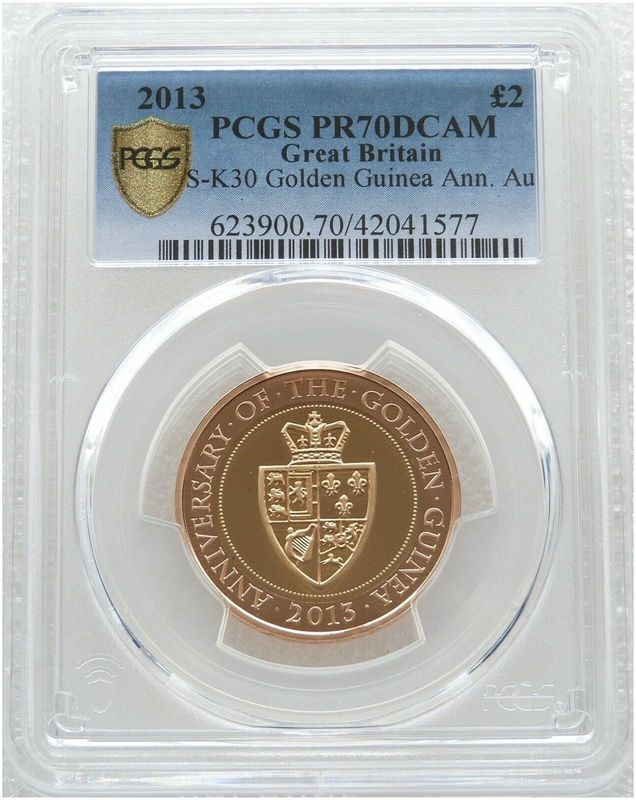 2013 £2
PCGS PR70DCAM
Great Britain
S-K30 Golden Guinea Ann. Au
623900.70/42041577
PCGS
ANNIVERSARY · OF · THE · GOLDEN · GUINEA
· 2013 ·
PCGS